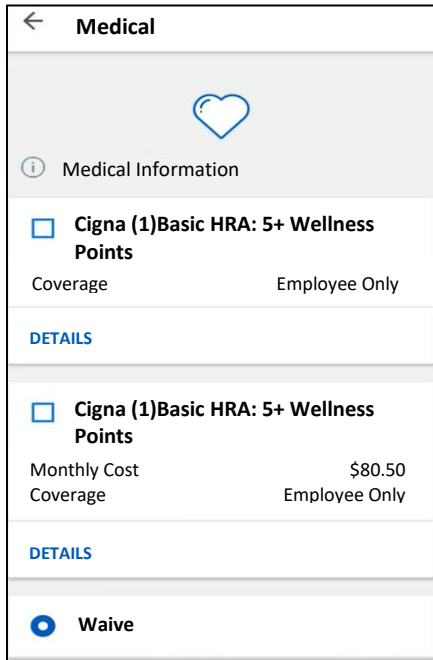 Medical
Medical Information
Cigna (1)Basic HRA: 5+ Wellness
Points
Coverage Employee Only
DETAILS
Cigna (1)Basic HRA: 5+ Wellness
Points
Monthly Cost $80.50
Coverage Employee Only
DETAILS
Waive